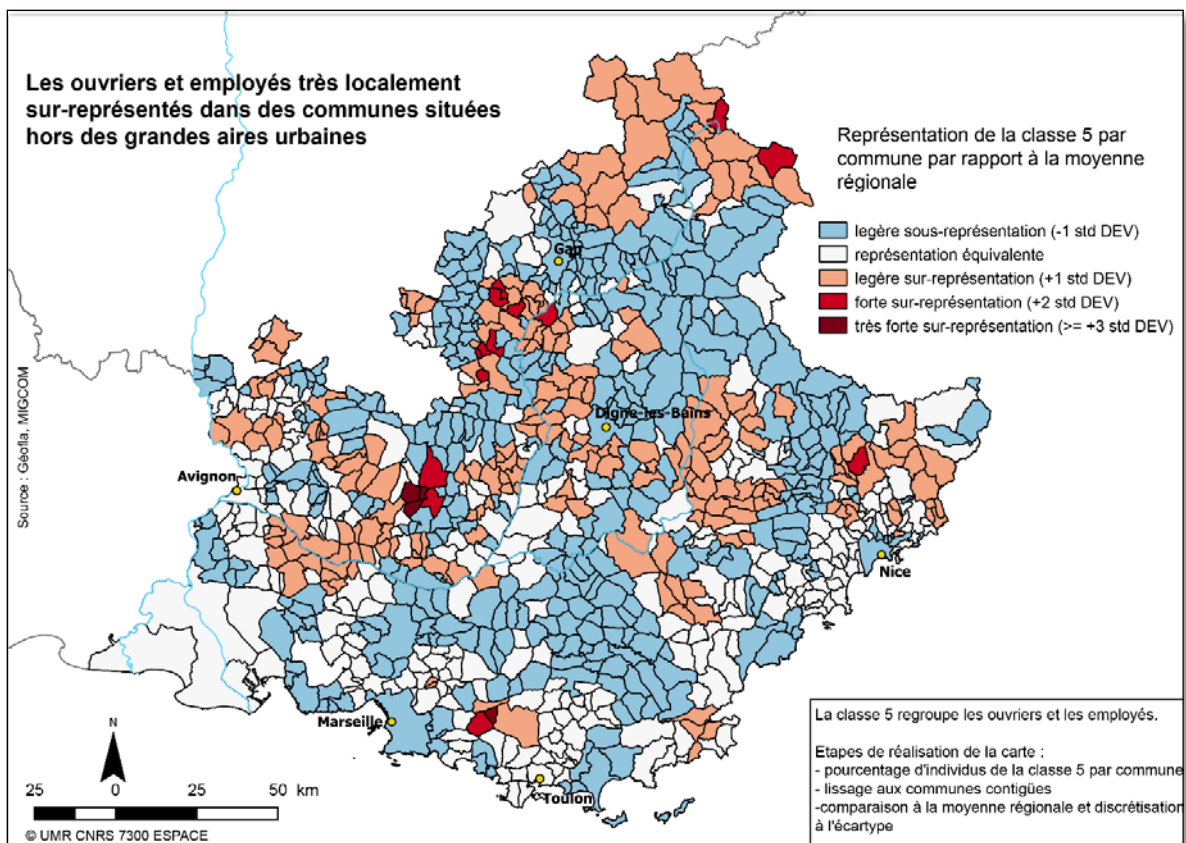 Les ouvriers et employés très localement
sur-représentés dans des communes situées
hors des grandes aires urbaines
Représentation de la classe 5 par
commune par rapport à la moyenne
régionale
legère sous-représentation (-1 std DEV)
représentation équivalente
legère sur-représentation (+1 std DEV)
forte sur-représentation (+2 std DEV)
très forte sur-représentation (>= +3 std DEV)
Gap
Digne-les-Bains
Avignon
Nice
Marseille
Toulon
Source : Géofla, MIGCOM
N
25 0 25 50 km
© UMR CNRS 7300 ESPACE
La classe 5 regroupe les ouvriers et les employés.
Etapes de réalisation de la carte :
- pourcentage d'individus de la classe 5 par commune
- lissage aux communes contigües
-comparaison à la moyenne régionale et discrétisation
à l'écartype